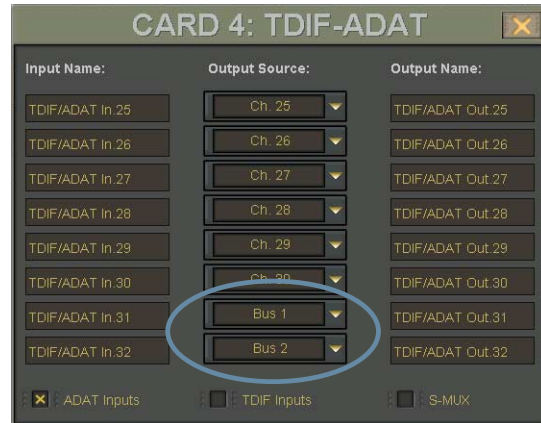 CARD 4: TDIF-ADAT
Input Name: Output Source: Output Name:
TDIF/ADAT In.25 Ch. 25 TDIF/ADAT Out.25
TDIF/ADAT In.26 Ch. 26 TDIF/ADAT Out.26
TDIF/ADAT In.27 Ch. 27 TDIF/ADAT Out.27
TDIF/ADAT In.28 Ch. 28 TDIF/ADAT Out.28
TDIF/ADAT In.29 Ch. 29 TDIF/ADAT Out.29
TDIF/ADAT In.30 Ch. 30 TDIF/ADAT Out.30
TDIF/ADAT In.31 Bus 1 TDIF/ADAT Out.31
TDIF/ADAT In.32 Bus 2 TDIF/ADAT Out.32
ADAT Inputs TDIF Inputs S-MUX